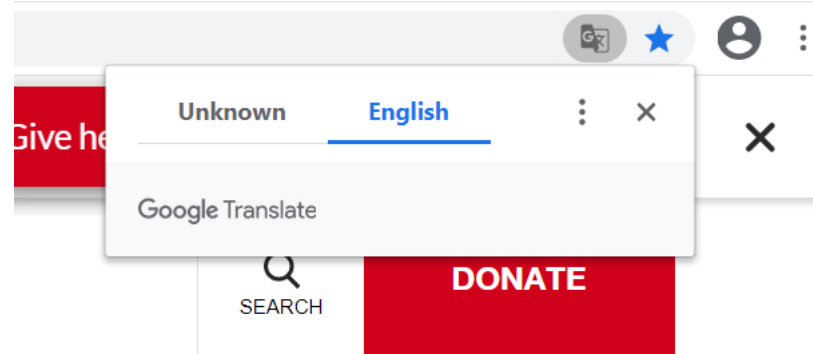 Unknown English
Give he
Google Translate
DONATE
SEARCH